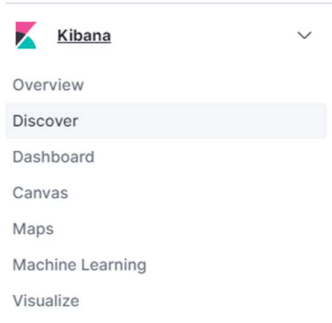 Kibana
Overview
Discover
Dashboard
Canvas
Maps
Machine Learning
Visualize